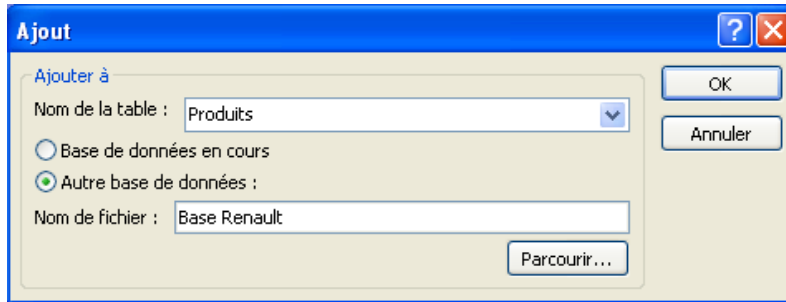 Ajout
Ajouter à
Nom de la table : Produits
Base de données en cours
Autre base de données :
Nom de fichier : Base Renault
Parcourir...
OK
Annuler